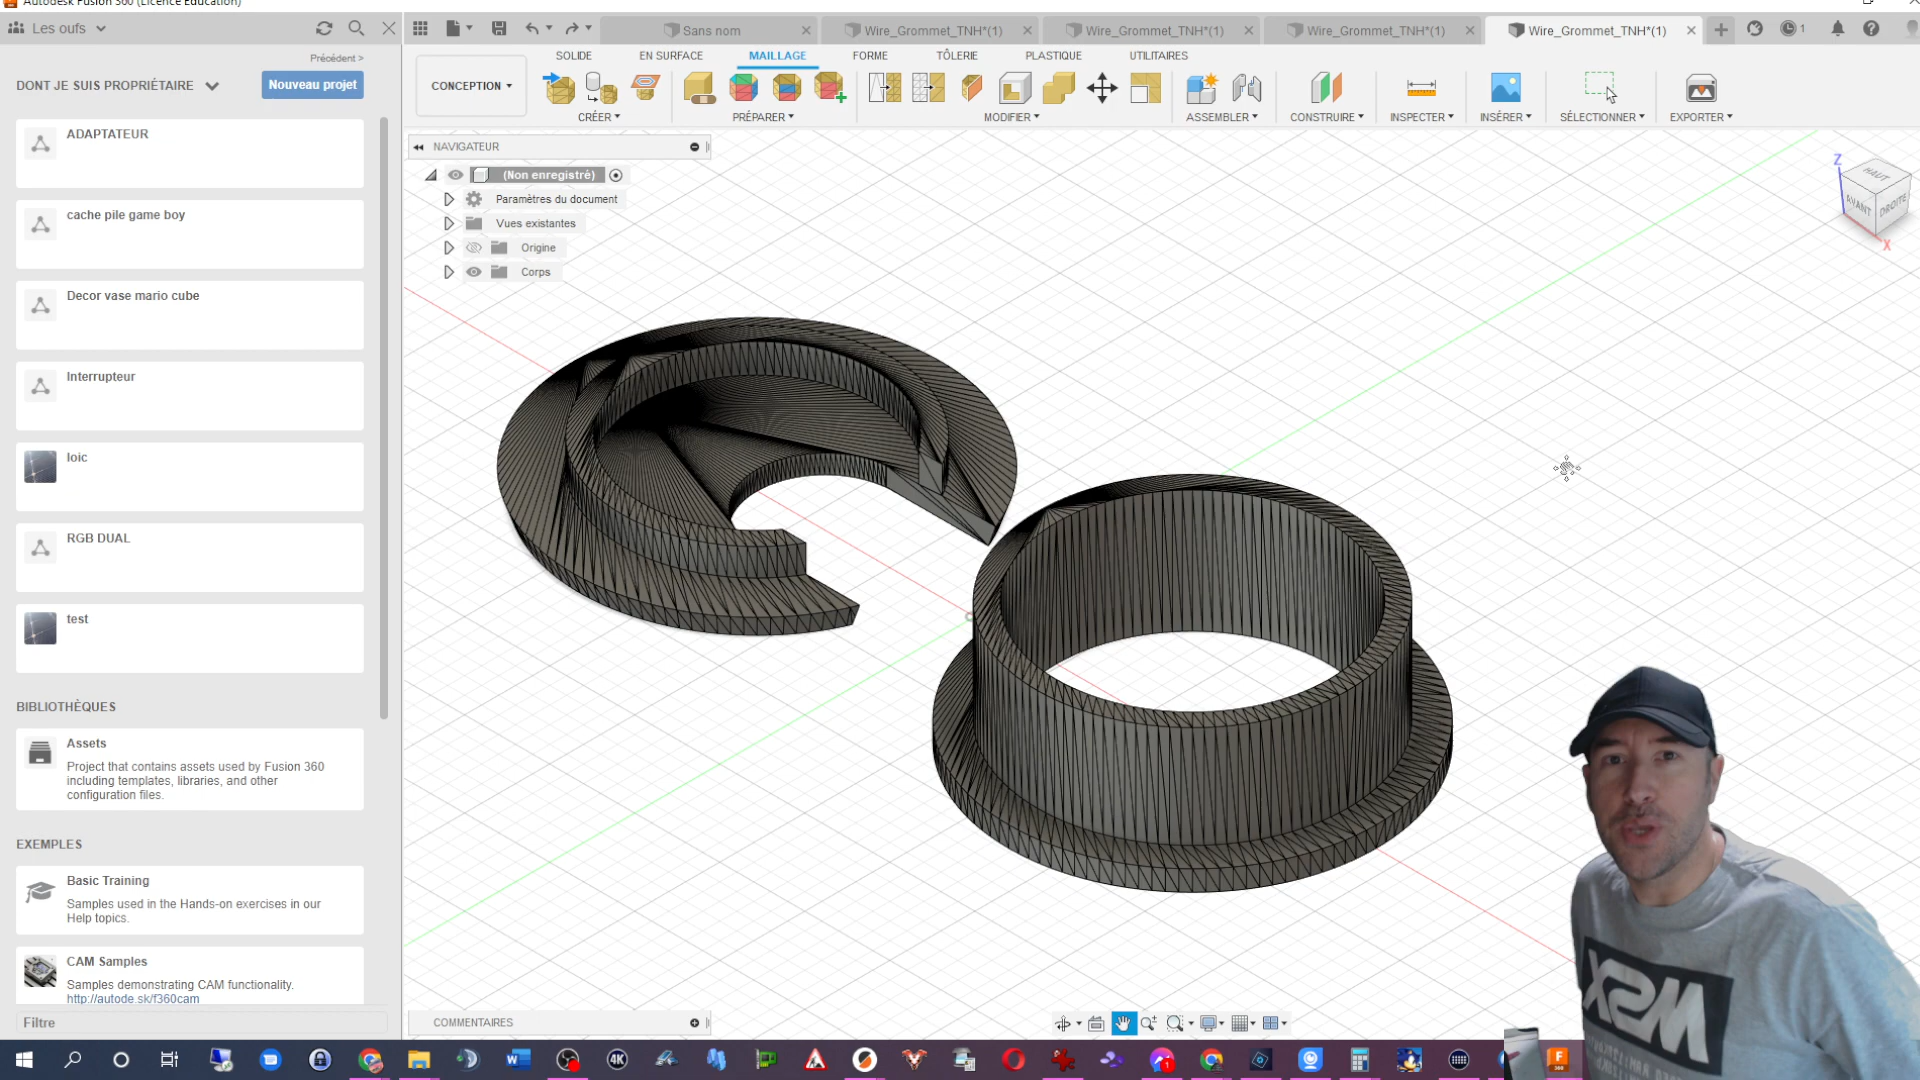 Autodesk Fusion 360 (Licence Éducation)
Les oufs
Sans nom
Wire_Grommet_TNH*(1)
Wire_Grommet_TNH*(1)
Wire_Grommet_TNH*(1)
Wire_Grommet_TNH*(1)
1
Précédent >
DONT JE SUIS PROPRIÉTAIRE
Nouveau projet
ADAPTATEUR
cache pile game boy
Decor vase mario cube
Interrupteur
loic
RGB DUAL
test
BIBLIOTHÈQUES
Assets
Project that contains assets used by Fusion 360
including templates, libraries, and other
configuration files.
EXEMPLES
Basic Training
Samples used in the Hands-on exercises in our
Help topics.
CAM Samples
Samples demonstrating CAM functionality.
http://autode.sk/f360cam
Filtre
SOLIDE
EN SURFACE
MAILLAGE
FORME
TÔLERIE
PLASTIQUE
UTILITAIRES
CONCEPTION
CRÉER
PRÉPARER
MODIFIER
ASSEMBLER
CONSTRUIRE
INSPECTER
INSÉRER
SÉLECTIONNER
EXPORTER
NAVIGATEUR
(Non enregistré)
Paramètres du document
Vues existantes
Origine
Corps
Z
HAUT
AVANT
DROITE
X
COMMENTAIRES
MSX
4K